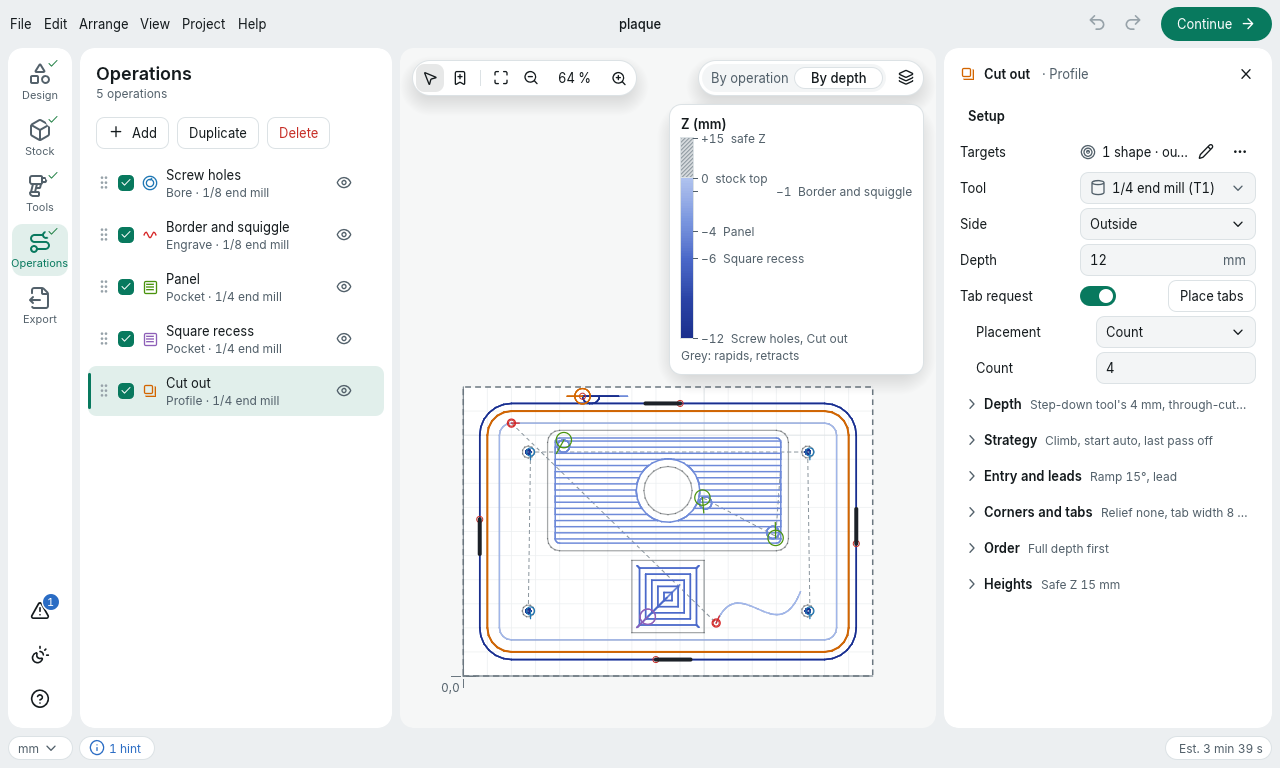 File Edit Arrange View Project Help
plaque
Continue
Design
Stock
Tools
Operations
Export
1
Operations
5 operations
Add
Duplicate
Delete
Screw holes
Bore · 1/8 end mill
Border and squiggle
Engrave · 1/8 end mill
Panel
Pocket · 1/4 end mill
Square recess
Pocket · 1/4 end mill
Cut out
Profile · 1/4 end mill
64 %
By operation
By depth
Z (mm)
+15 safe Z
0 stock top
−1 Border and squiggle
−4 Panel
−6 Square recess
−12 Screw holes, Cut out
Grey: rapids, retracts
0,0
Cut out · Profile
Setup
Targets 1 shape · ou...
Tool 1/4 end mill (T1)
Side Outside
Depth 12 mm
Tab request Place tabs
Placement Count
Count 4
Depth Step-down tool's 4 mm, through-cut...
Strategy Climb, start auto, last pass off
Entry and leads Ramp 15°, lead
Corners and tabs Relief none, tab width 8 ...
Order Full depth first
Heights Safe Z 15 mm
mm
1 hint
Est. 3 min 39 s